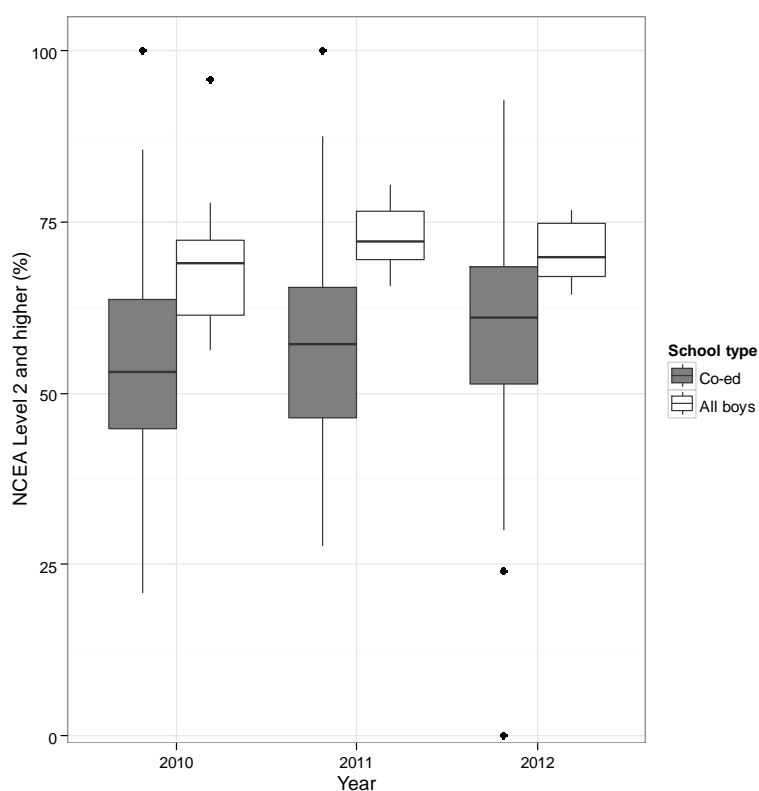 100
75
50
25
0
NCEA Level 2 and higher (%)
2010
2011
2012
Year
School type
Co-ed
All boys